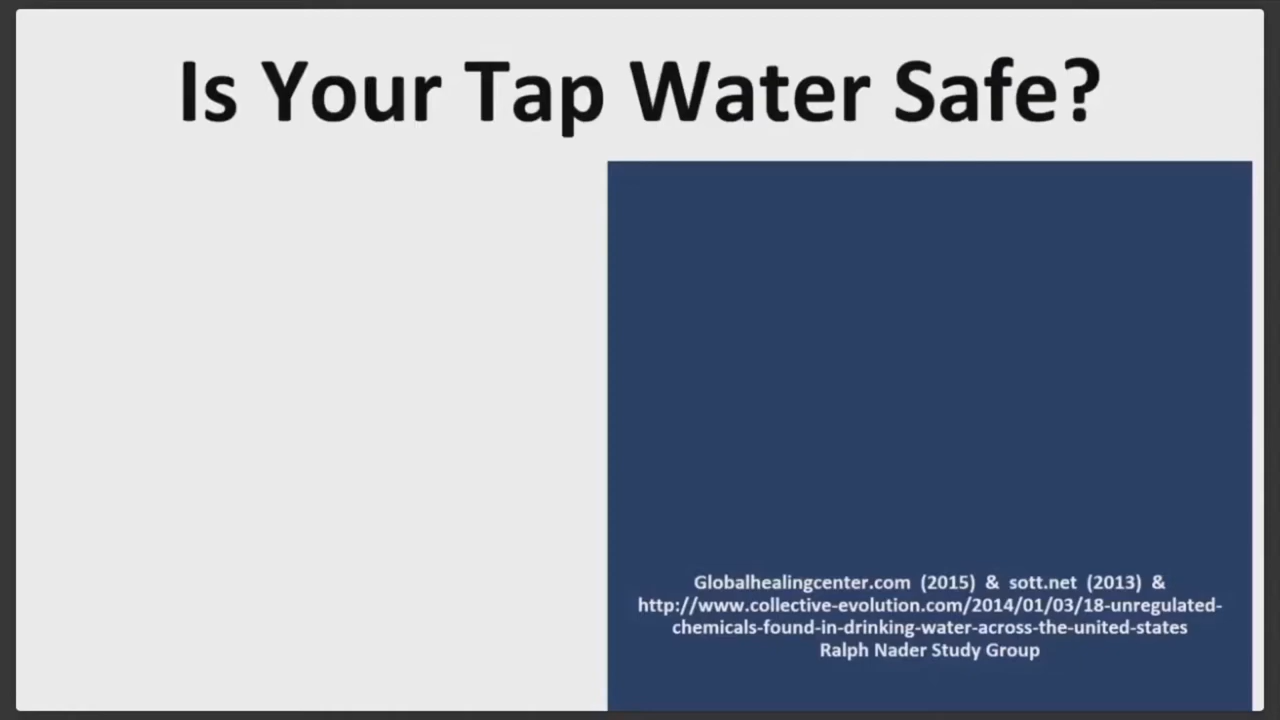 Is Your Tap Water Safe?
Globalhealingcenter.com (2015) & sott.net (2013) &
http://www.collective-evolution.com/2014/01/03/18-unregulated-
chemicals-found-in-drinking-water-across-the-united-states
Ralph Nader Study Group